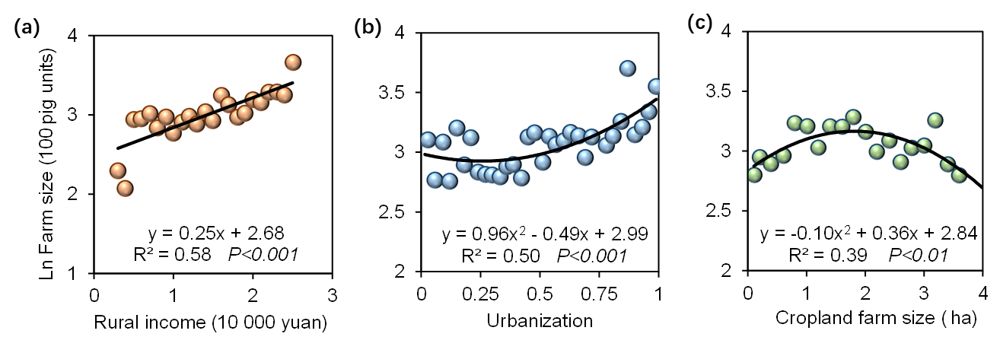 (a)
4
3
2
1
0
1
2
3
Ln Farm size (100 pig units)
y = 0.25x + 2.68
R² = 0.58 P<0.001
Rural income (10 000 yuan)
(b)
4
3.5
3
2.5
2
0
0.25
0.5
0.75
1
y = 0.96x² - 0.49x + 2.99
R² = 0.50 P<0.001
Urbanization
(c)
4
3.5
3
2.5
2
0
1
2
3
4
y = -0.10x² + 0.36x + 2.84
R² = 0.39 P<0.01
Cropland farm size ( ha)